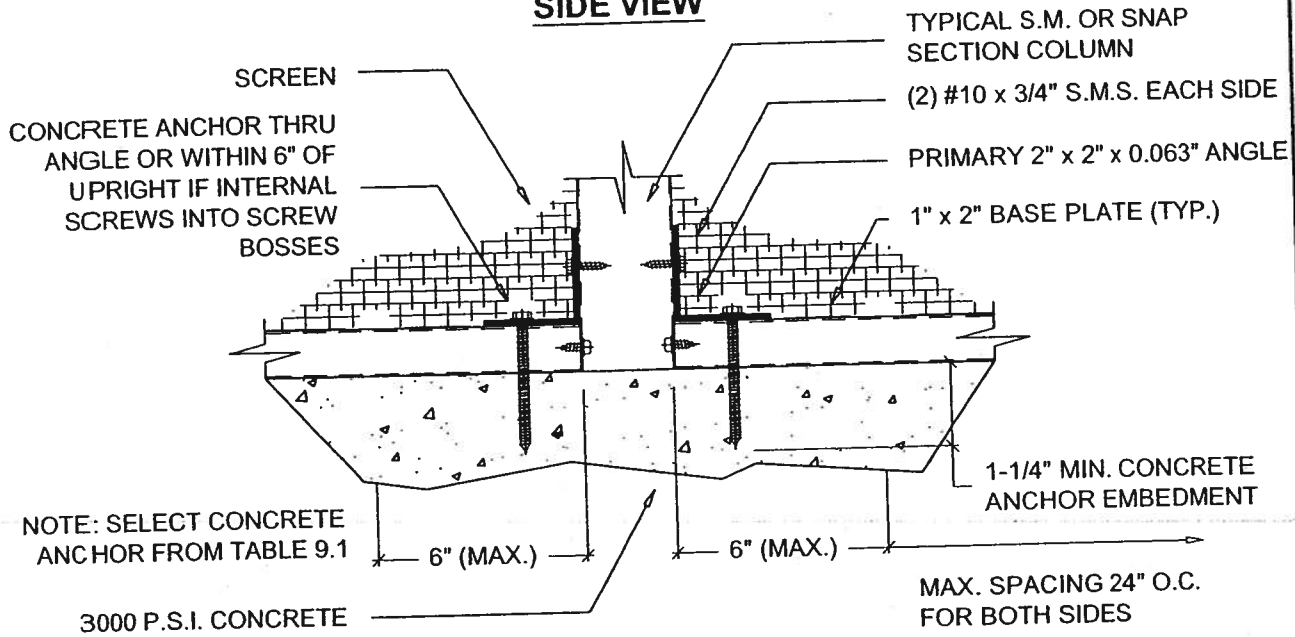 SIDE VIEW
SCREEN
CONCRETE ANCHOR THRU
ANGLE OR WITHIN 6" OF
UPRIGHT IF INTERNAL
SCREWS INTO SCREW
BOSSES
TYPICAL S.M. OR SNAP
SECTION COLUMN
(2) #10 x 3/4" S.M.S. EACH SIDE
PRIMARY 2" x 2" x 0.063" ANGLE
1" x 2" BASE PLATE (TYP.)
1-1/4" MIN. CONCRETE
ANCHOR EMBEDMENT
NOTE: SELECT CONCRETE
ANCHOR FROM TABLE 9.1
6" (MAX.)
6" (MAX.)
MAX. SPACING 24" O.C.
FOR BOTH SIDES
3000 P.S.I. CONCRETE